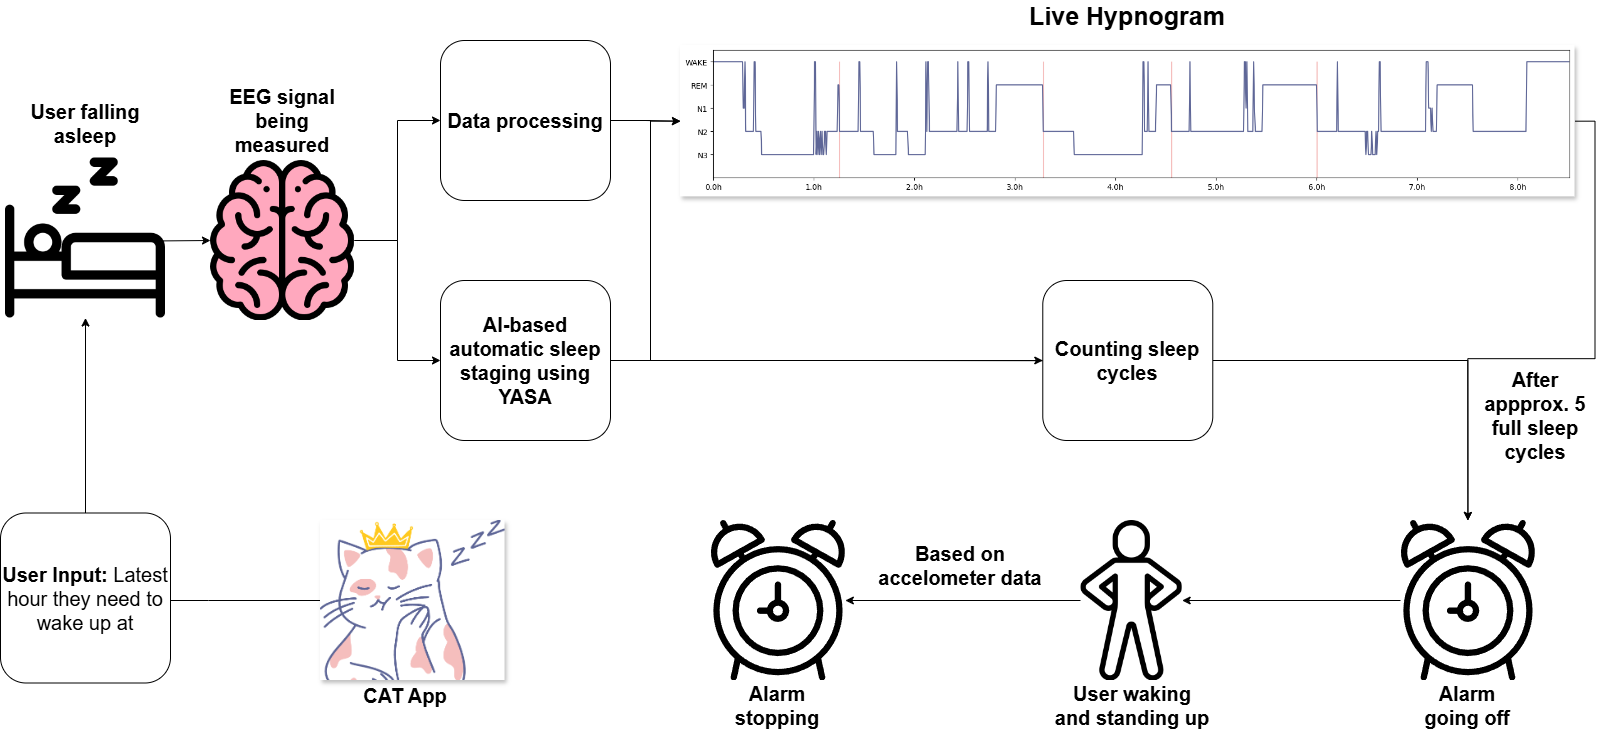 Live Hypnogram
User falling
asleep
EEG signal
being
measured
Data processing
WAKE
REM
N1
N2
N3
0.0h 1.0h 2.0h 3.0h 4.0h 5.0h 6.0h 7.0h 8.0h
AI-based
automatic sleep
staging using
YASA
Counting sleep
cycles
After
appprox. 5
full sleep
cycles
User Input: Latest
hour they need to
wake up at
z z z z
CAT App
Based on
accelometer data
Alarm
stopping
User waking
and standing up
Alarm
going off